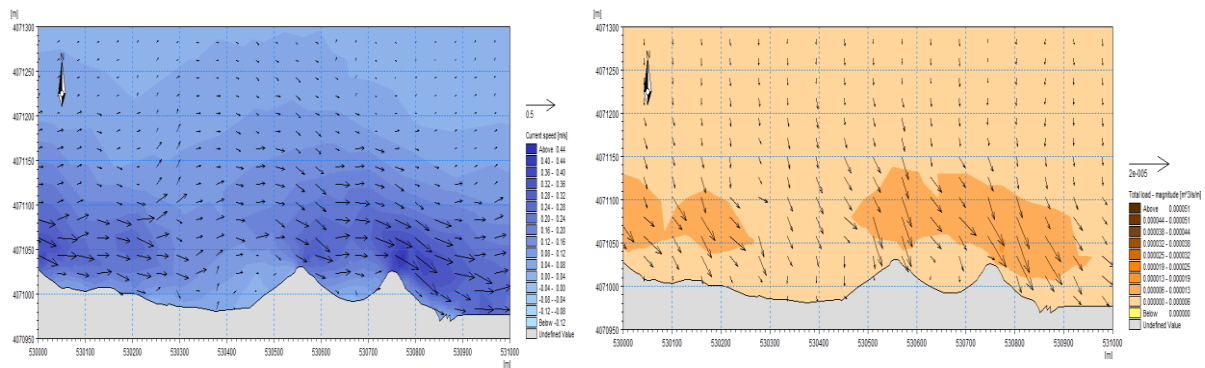 [m]
4071300
4071250
4071200
4071150
4071100
4071050
4071000
4070950
N
530000 530100 530200 530300 530400 530500 530600 530700 530800 530900 531000
[m]
0.5
Current speed [m/s]
Above 0.44
0.40 - 0.44
0.36 - 0.40
0.32 - 0.36
0.28 - 0.32
0.24 - 0.28
0.20 - 0.24
0.16 - 0.20
0.12 - 0.16
0.08 - 0.12
0.04 - 0.08
0.00 - 0.04
-0.04 - 0.00
-0.08 - -0.04
-0.12 - -0.08
Below -0.12
Undefined Value
[m]
4071300
4071250
4071200
4071150
4071100
4071050
4071000
4070950
N
530000 530100 530200 530300 530400 530500 530600 530700 530800 530900 531000
[m]
2e-005
Total load - magnitude [m^3/s/m]
Above 0.000051
0.000044 - 0.000051
0.000038 - 0.000044
0.000032 - 0.000038
0.000025 - 0.000032
0.000019 - 0.000025
0.000013 - 0.000019
0.000006 - 0.000013
0.000000 - 0.000006
Below 0.000000
Undefined Value